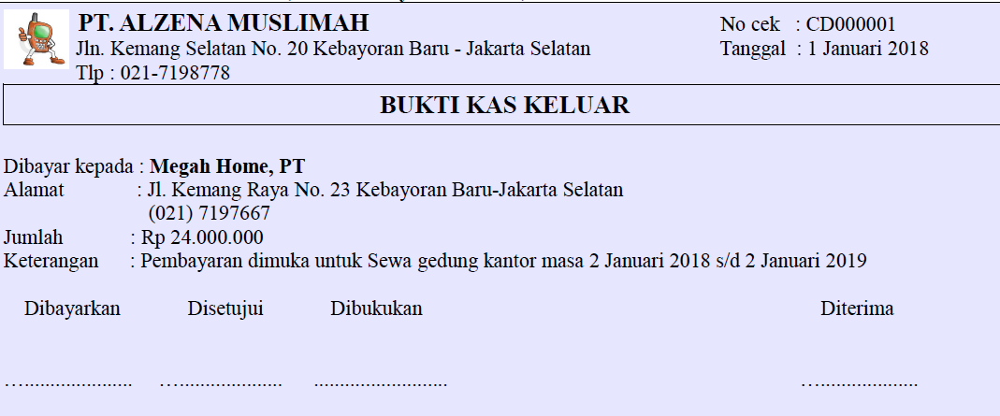 PT. ALZENA MUSLIMAH No cek : CD000001
Jln. Kemang Selatan No. 20 Kebayoran Baru - Jakarta Selatan Tanggal : 1 Januari 2018
Tlp : 021-7198778
BUKTI KAS KELUAR
Dibayar kepada : Megah Home, PT
Alamat : Jl. Kemang Raya No. 23 Kebayoran Baru-Jakarta Selatan
(021) 7197667
Jumlah : Rp 24.000.000
Keterangan : Pembayaran dimuka untuk Sewa gedung kantor masa 2 Januari 2018 s/d 2 Januari 2019
Dibayarkan Disetujui Dibukukan Diterima
…..................... ….................... .......................... ….....................